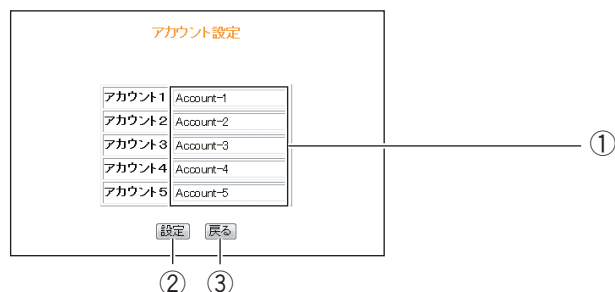 アカウント設定
アカウント1 Account-1
アカウント2 Account-2
アカウント3 Account-3
アカウント4 Account-4
アカウント5 Account-5
①
設定 戻る
② ③